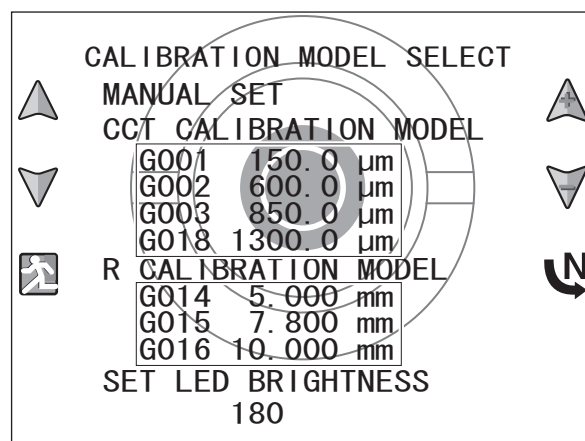 CALIBRATION MODEL SELECT
MANUAL SET
CCT CALIBRATION MODEL
G001 150.0 μm
G002 600.0 μm
G003 850.0 μm
G018 1300.0 μm
R CALIBRATION MODEL
G014 5.000 mm
G015 7.800 mm
G016 10.000 mm
SET LED BRIGHTNESS
180
+
-
N